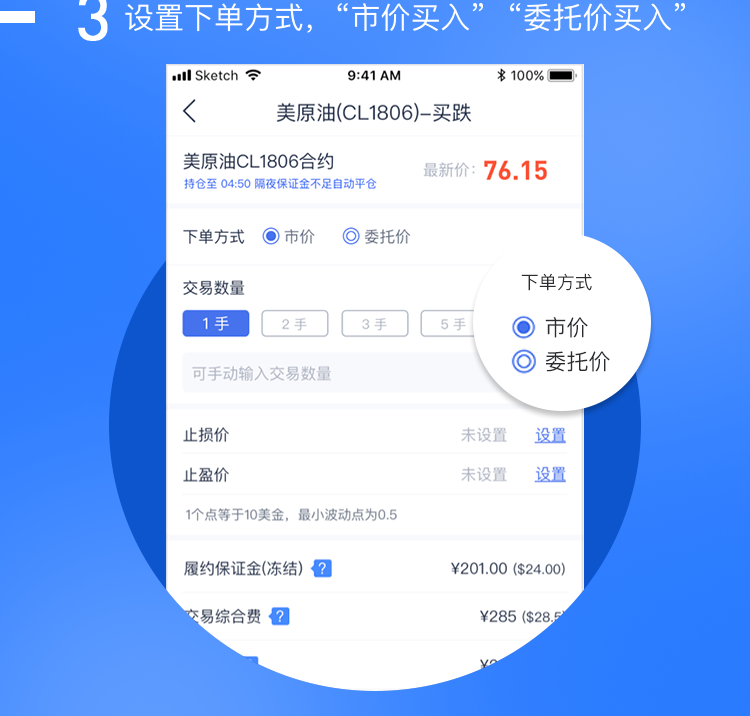 3 设置下单方式，“市价买入”“委托价买入”
Sketch 9:41 AM 100%
美原油(CL1806)–买跌
美原油CL1806合约
最新价: 76.15
持仓至 04:50 隔夜保证金不足自动平仓
下单方式 市价 委托价
下单方式
市价
委托价
交易数量
1 手 2 手 3 手 5 手
可手动输入交易数量
止损价 未设置 设置
止盈价 未设置 设置
1个点等于10美金，最小波动点为0.5
履约保证金(冻结) ? ¥201.00 ($24.00)
交易综合费 ? ¥285 ($28.5